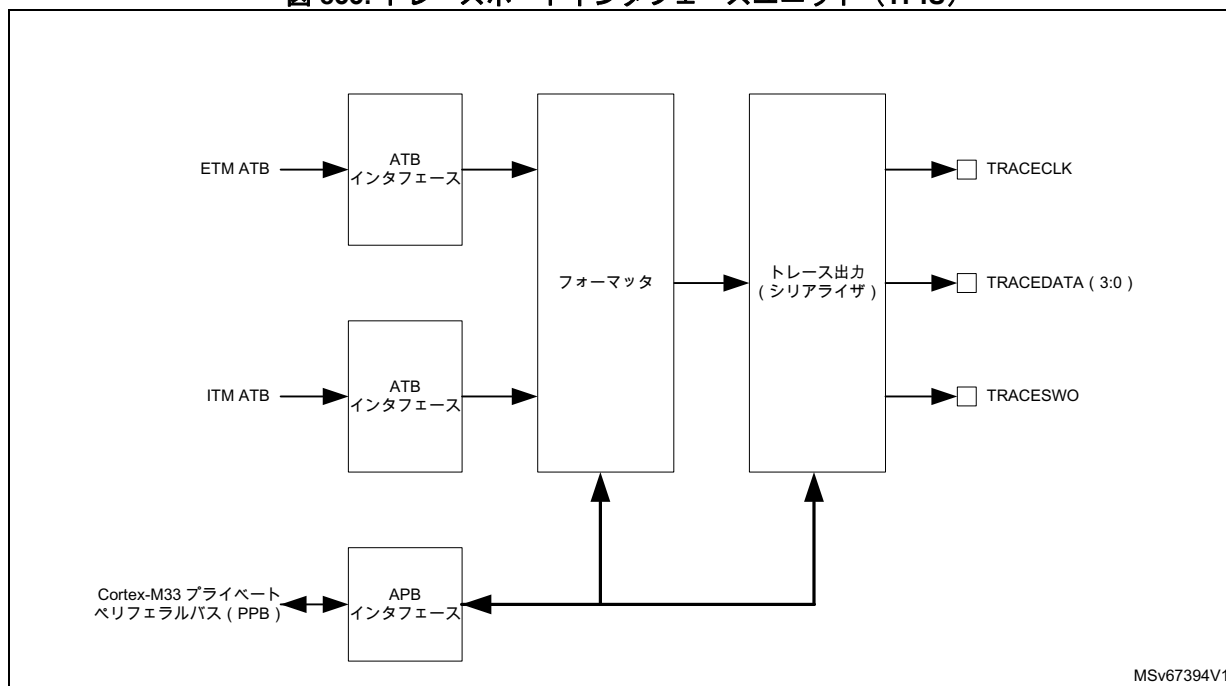 ETM ATB
ATB
インタフェース
フォーマッタ
トレース出力
(シリアライザ)
TRACECLK
TRACEDATA(3:0)
TRACESWO
ITM ATB
ATB
インタフェース
Cortex-M33 プライベート
ペリフェラルバス(PPB)
APB
インタフェース
MSv67394V1